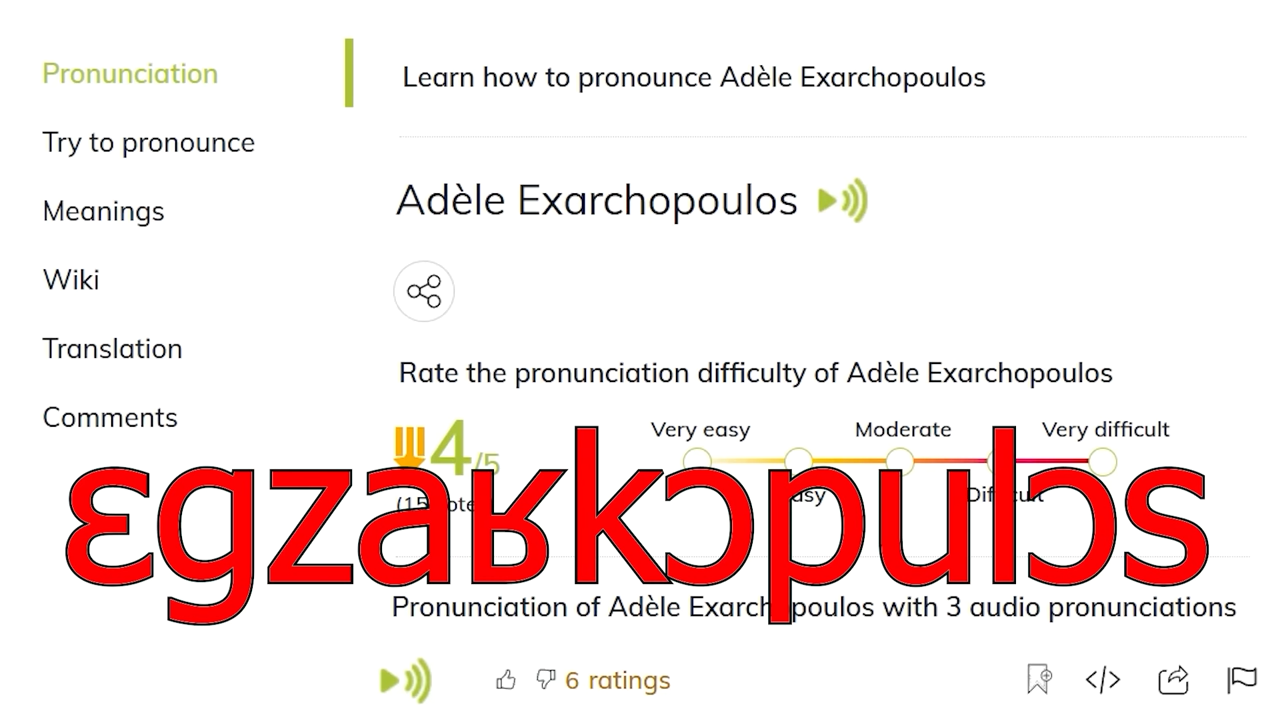 Pronunciation
Try to pronounce
Meanings
Wiki
Translation
Comments
Learn how to pronounce Adèle Exarchopoulos
Adèle Exarchopoulos
Rate the pronunciation difficulty of Adèle Exarchopoulos
4/5
Very easy
Moderate
Very difficult
Difficult
ɛgzaʁkɔpulɔs
Pronunciation of Adèle Exarchopoulos with 3 audio pronunciations
6 ratings